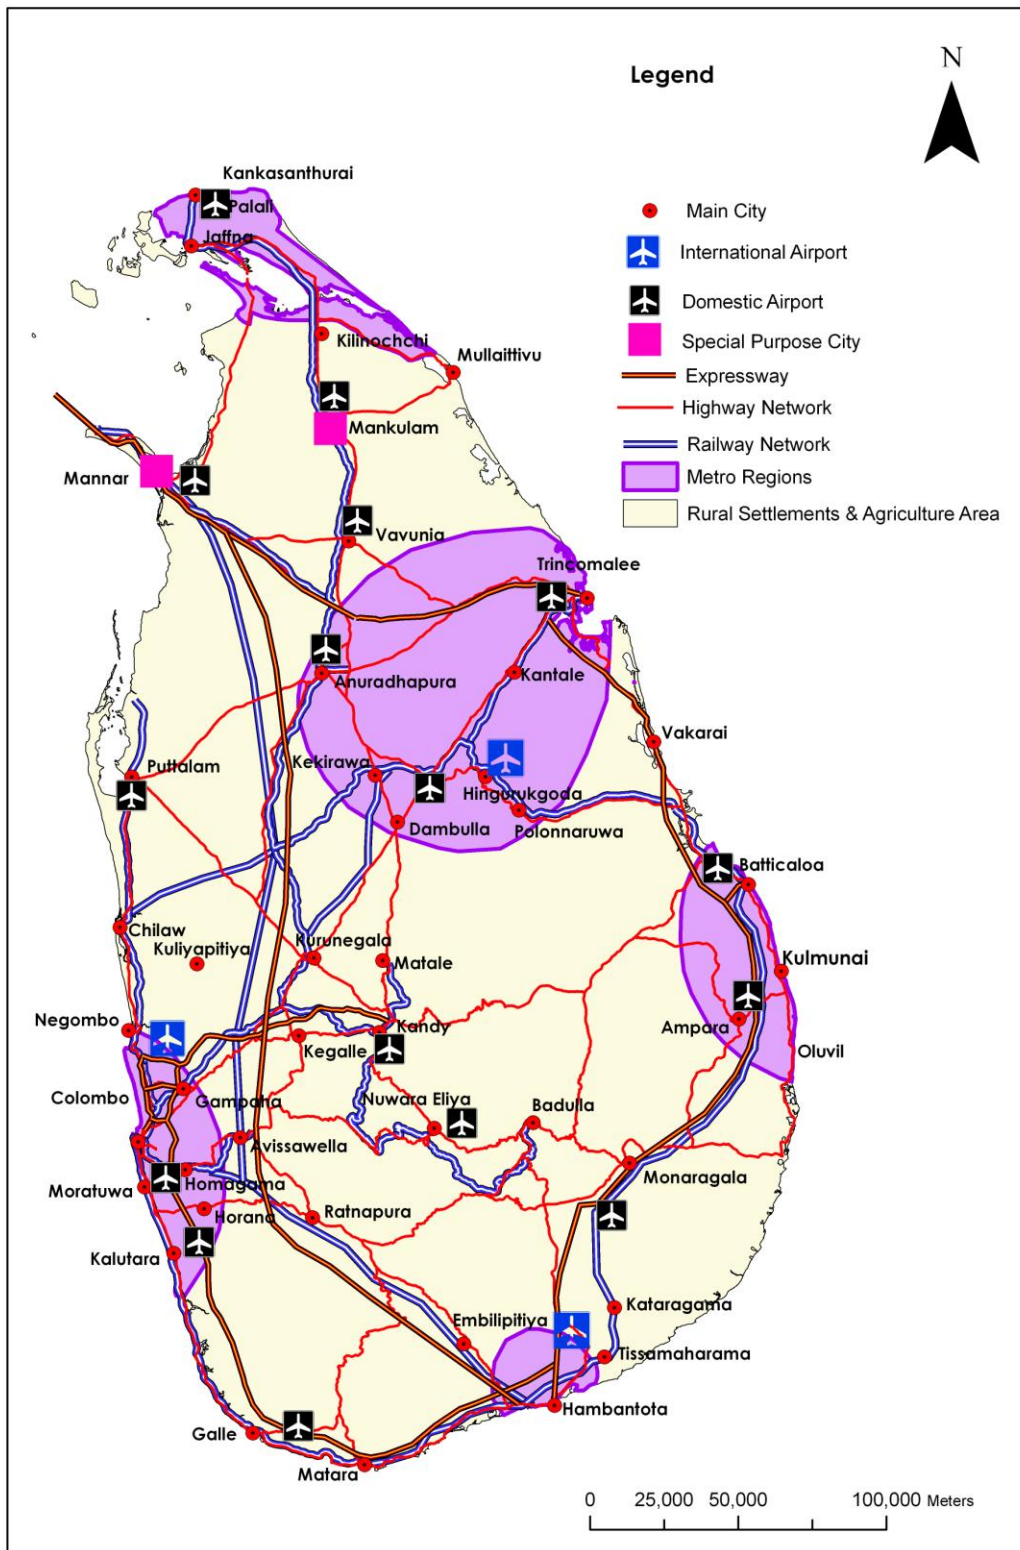 Legend
N
Main City
International Airport
Domestic Airport
Special Purpose City
Expressway
Highway Network
Railway Network
Metro Regions
Rural Settlements & Agriculture Area
Kankasanthurai
Palali
Jaffna
Kilinochchi
Mullaittivu
Mankulam
Mannar
Vavunia
Trincomalee
Anuradhapura
Kantale
Vakarai
Puttalam
Kekirawa
Hingurukgoda
Polonnaruwa
Dambulla
Batticaloa
Chilaw
Kuliyapitiya
Kurunegala
Matale
Kulmunai
Negombo
Kandy
Ampara
Kegalle
Oluvil
Colombo
Gampaha
Nuwara Eliya
Badulla
Avissawella
Monaragala
Homagama
Moratuwa
Horana
Ratnapura
Kalutara
Kataragama
Embilipitiya
Tissamaharama
Hambantota
Galle
Matara
0 25,000 50,000 100,000 Meters